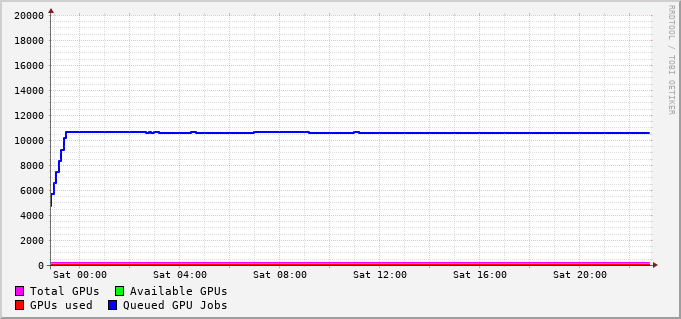 20000
18000
16000
14000
12000
10000
8000
6000
4000
2000
0
Sat 00:00 Sat 04:00 Sat 08:00 Sat 12:00 Sat 16:00 Sat 20:00
Total GPUs Available GPUs
GPUs used Queued GPU Jobs
RRDTOOL / TOBI OETIKER